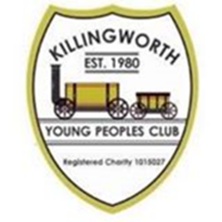 KILLINGWORTH
EST. 1980
YOUNG PEOPLES CLUB
Registered Charity 1015027